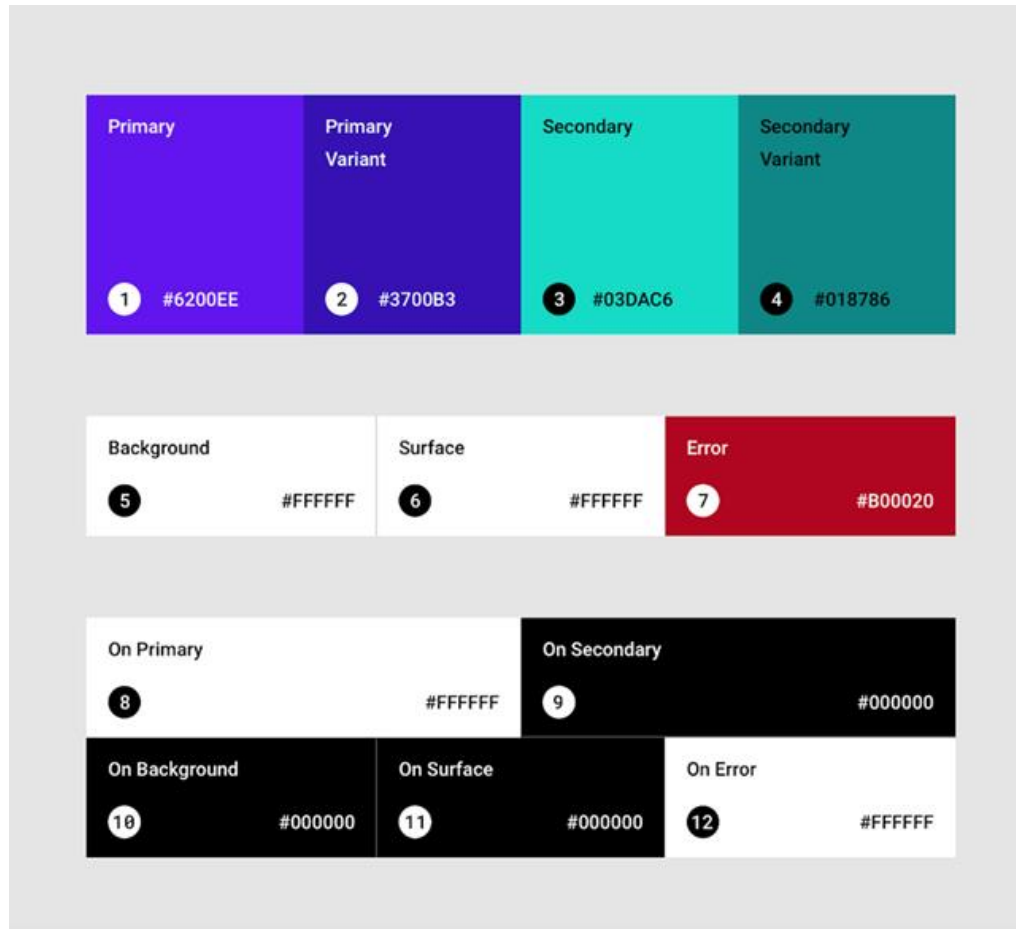 Primary
Primary
Variant
Secondary
Secondary
Variant
1 #6200EE
2 #3700B3
3 #03DAC6
4 #018786
Background
Surface
Error
5 #FFFFFF
6 #FFFFFF
7 #B00020
On Primary
On Secondary
8 #FFFFFF
9 #000000
On Background
On Surface
On Error
10 #000000
11 #000000
12 #FFFFFF